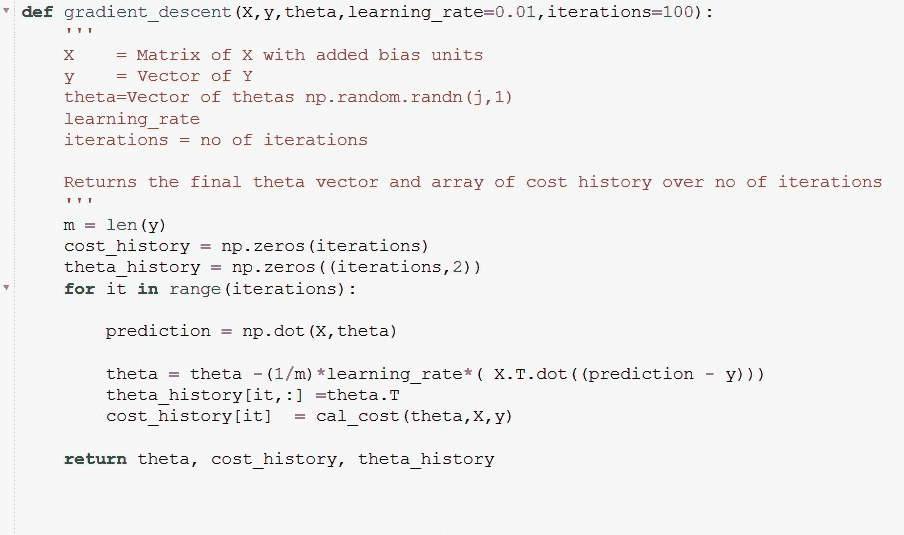 def gradient_descent(X,y,theta,learning_rate=0.01,iterations=100):
'''
X    = Matrix of X with added bias units
y    = Vector of Y
theta=Vector of thetas np.random.randn(j,1)
learning_rate
iterations = no of iterations
Returns the final theta vector and array of cost history over no of iterations
'''
m = len(y)
cost_history = np.zeros(iterations)
theta_history = np.zeros((iterations,2))
for it in range(iterations):
prediction = np.dot(X,theta)
theta = theta -(1/m)*learning_rate*( X.T.dot((prediction - y)))
theta_history[it,:] =theta.T
cost_history[it]  = cal_cost(theta,X,y)
return theta, cost_history, theta_history